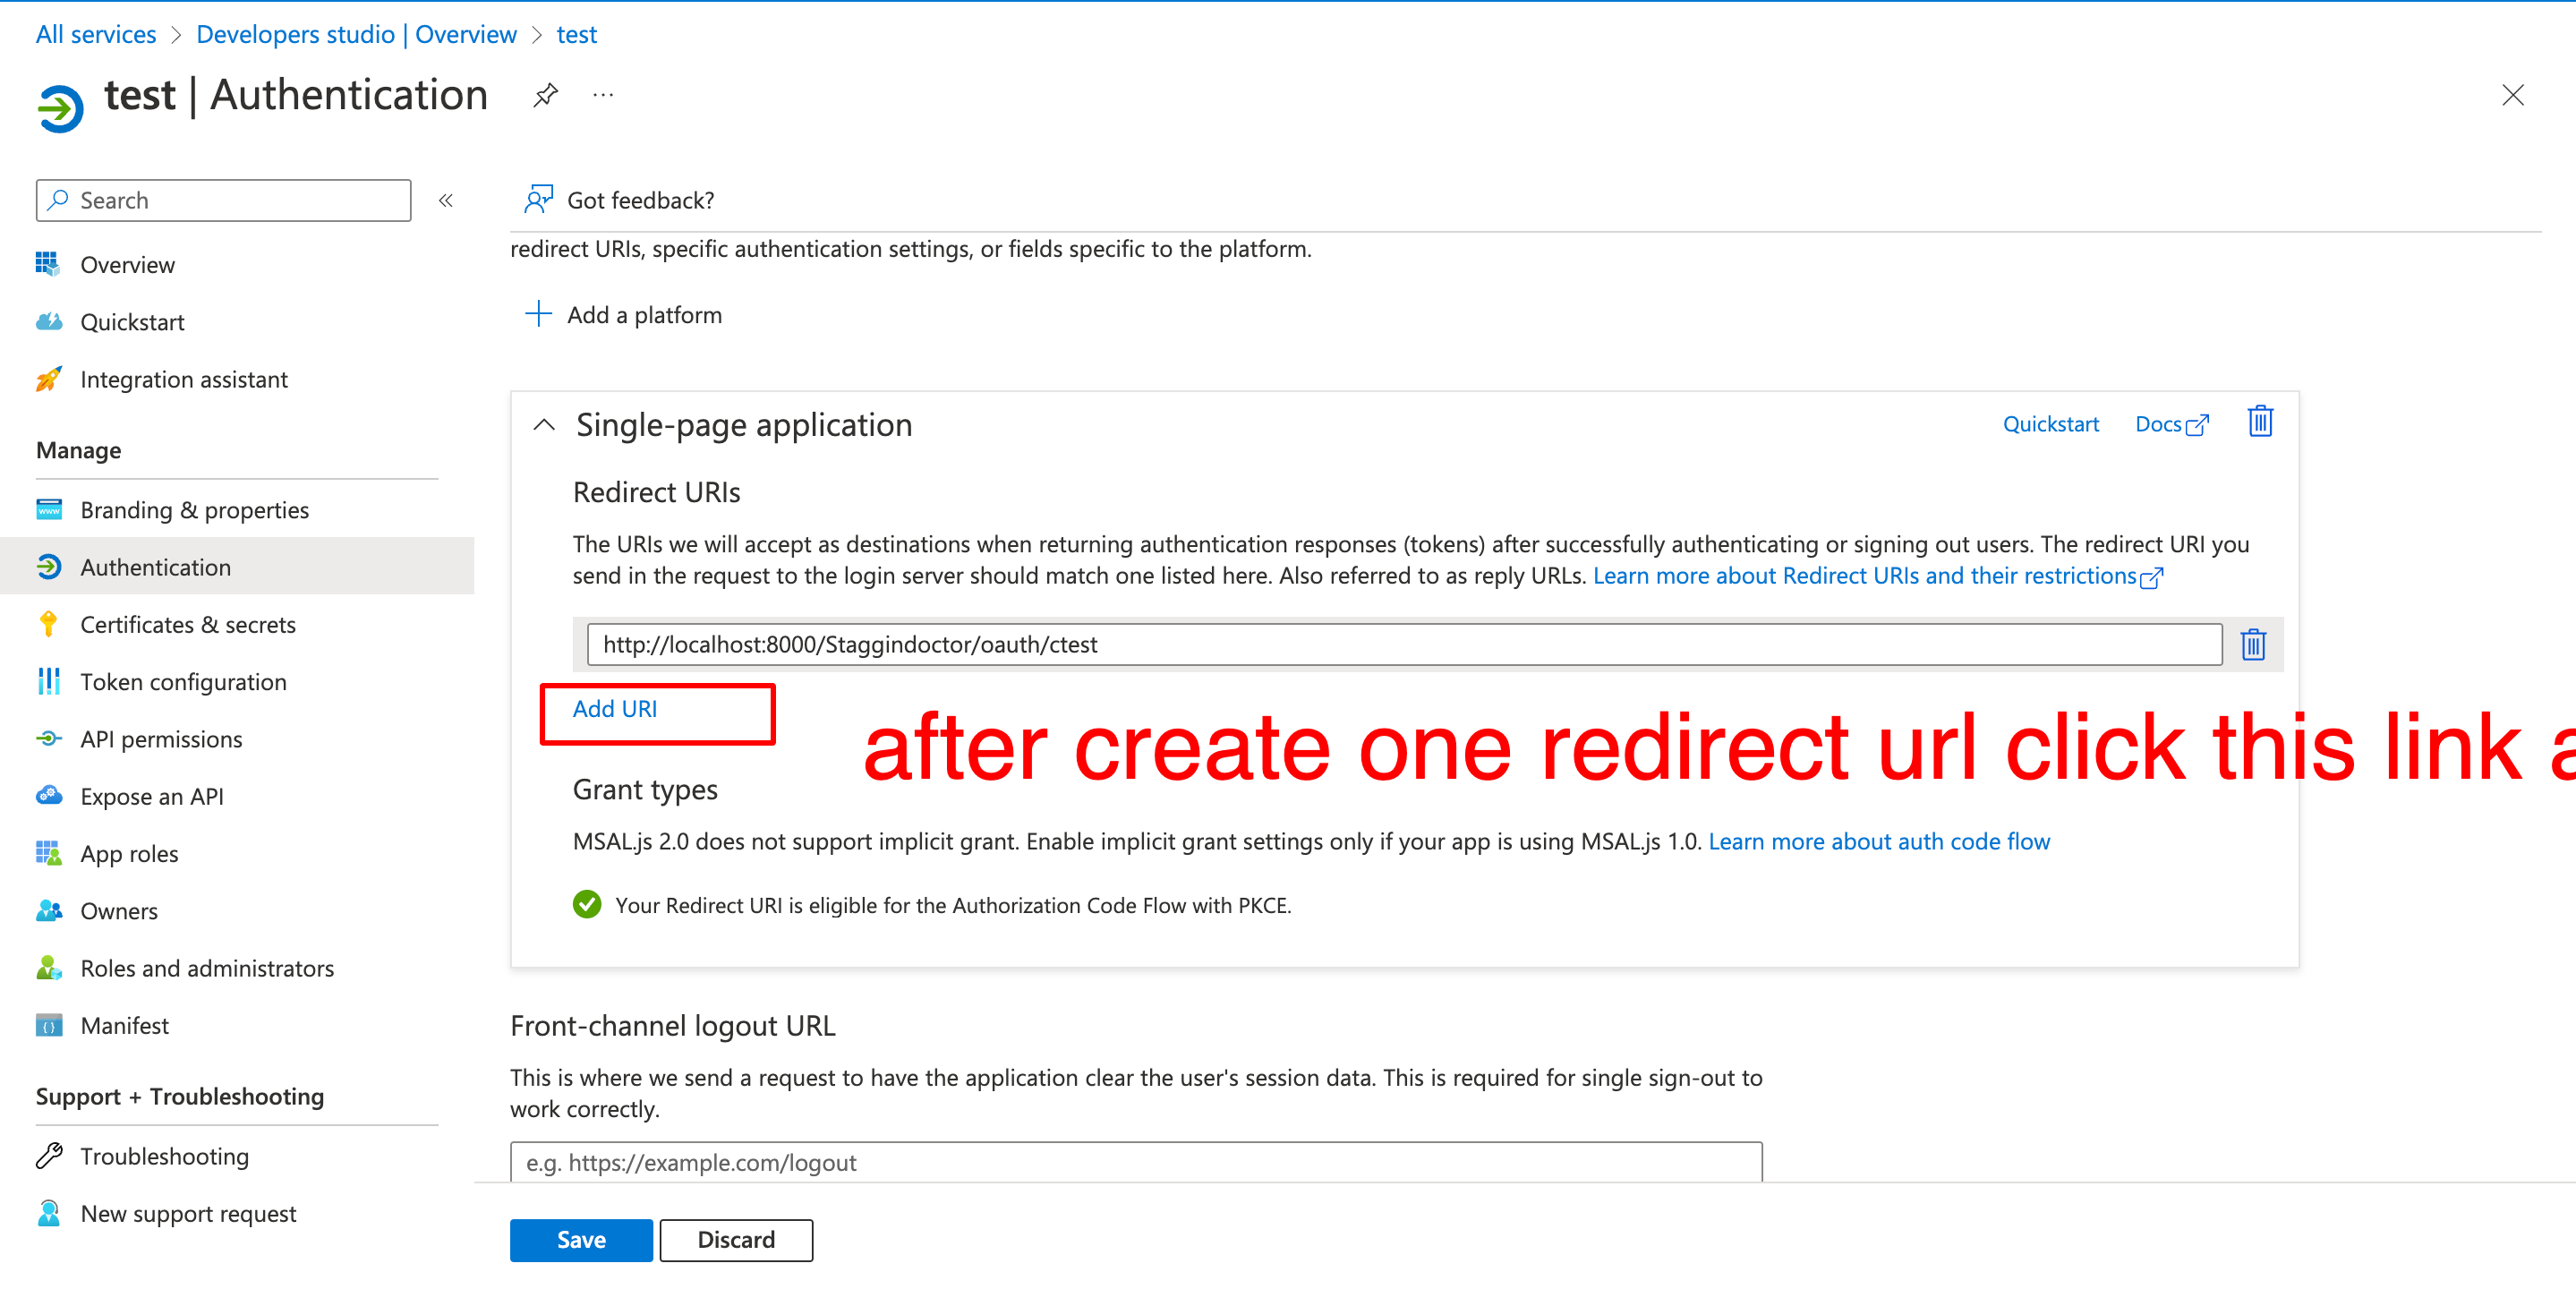 All services > Developers studio | Overview > test
test | Authentication
Search
Got feedback?
redirect URIs, specific authentication settings, or fields specific to the platform.
Overview
Quickstart
Integration assistant
Add a platform
Manage
Branding & properties
Authentication
Certificates & secrets
Token configuration
API permissions
Expose an API
App roles
Owners
Roles and administrators
Manifest
Support + Troubleshooting
Troubleshooting
New support request
Single-page application
Quickstart
Docs
Redirect URIs
The URIs we will accept as destinations when returning authentication responses (tokens) after successfully authenticating or signing out users. The redirect URI you
send in the request to the login server should match one listed here. Also referred to as reply URLs. Learn more about Redirect URIs and their restrictions
http://localhost:8000/Staggindoctor/oauth/ctest
Add URI
after create one redirect url click this link a
Grant types
MSAL.js 2.0 does not support implicit grant. Enable implicit grant settings only if your app is using MSAL.js 1.0. Learn more about auth code flow
Your Redirect URI is eligible for the Authorization Code Flow with PKCE.
Front-channel logout URL
This is where we send a request to have the application clear the user's session data. This is required for single sign-out to
work correctly.
e.g. https://example.com/logout
Save
Discard